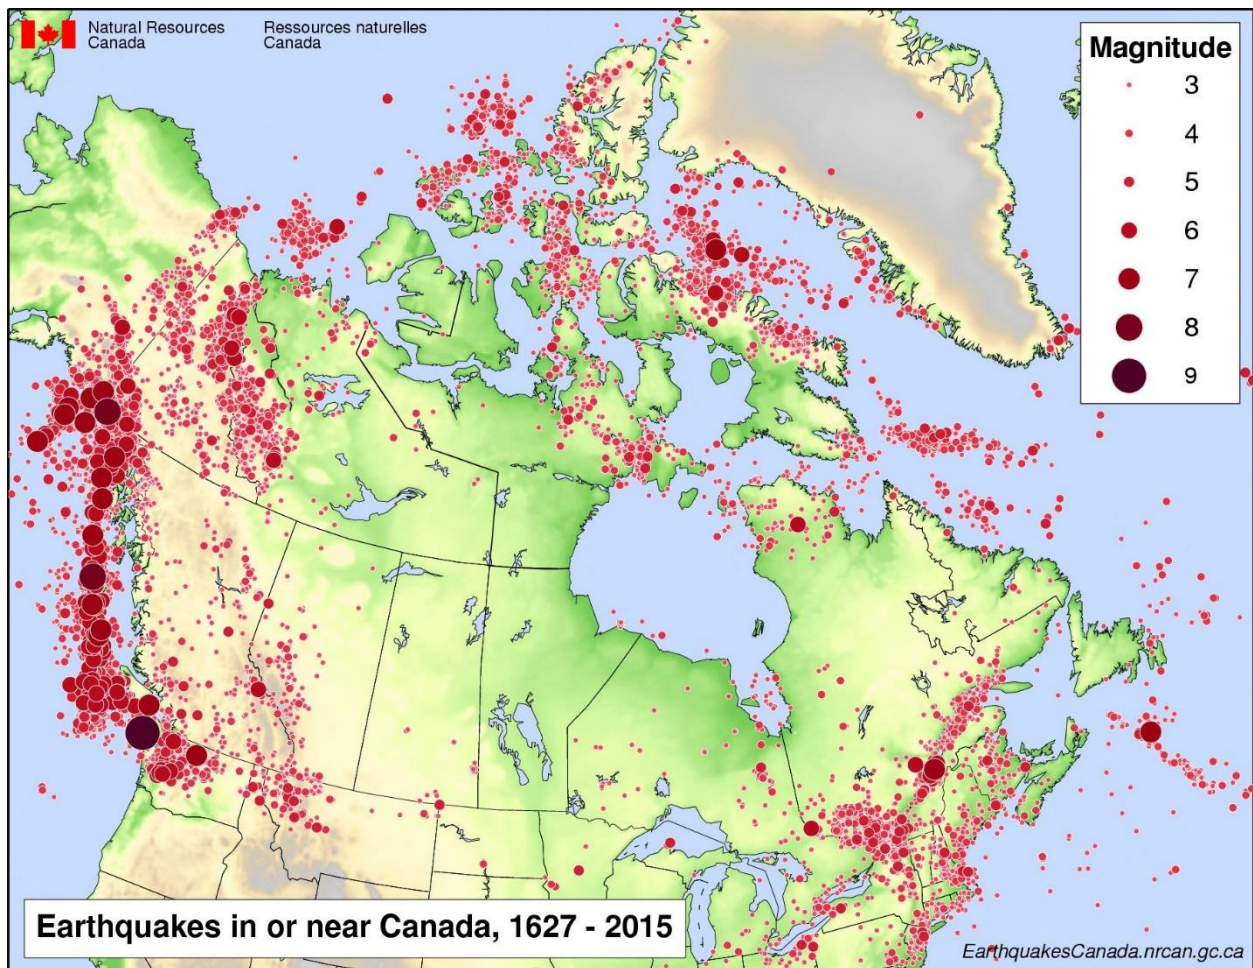 Natural Resources Ressources naturelles
Canada Canada
Magnitude
3
4
5
6
7
8
9
Earthquakes in or near Canada, 1627 - 2015
EarthquakesCanada.nrcan.gc.ca